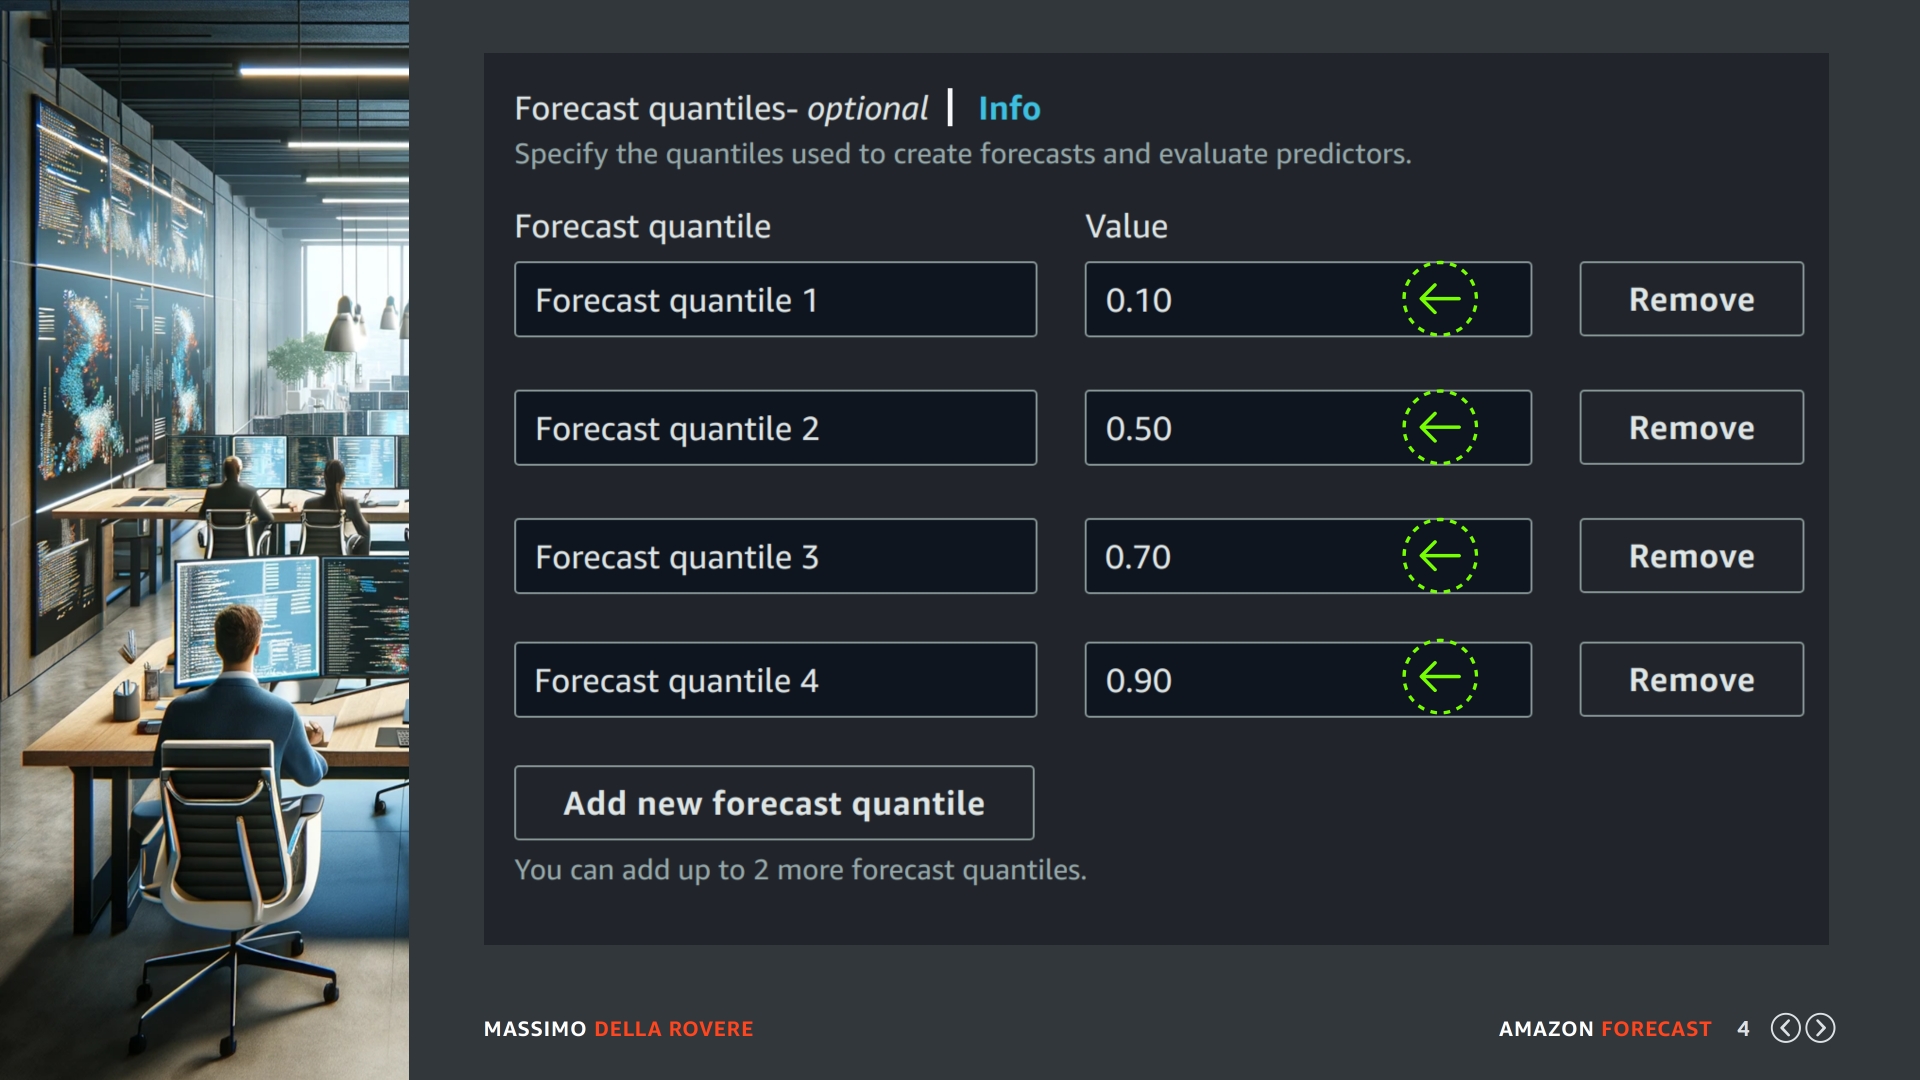 Forecast quantiles- optional | Info
Specify the quantiles used to create forecasts and evaluate predictors.
Forecast quantile Value
Forecast quantile 1 0.10 Remove
Forecast quantile 2 0.50 Remove
Forecast quantile 3 0.70 Remove
Forecast quantile 4 0.90 Remove
Add new forecast quantile
You can add up to 2 more forecast quantiles.
MASSIMO DELLA ROVERE AMAZON FORECAST 4